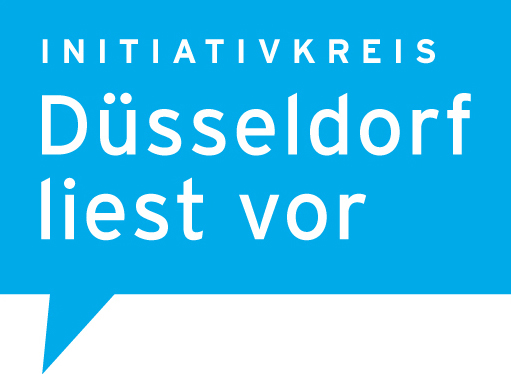 INITIATIVKREIS
Düsseldorf
liest vor